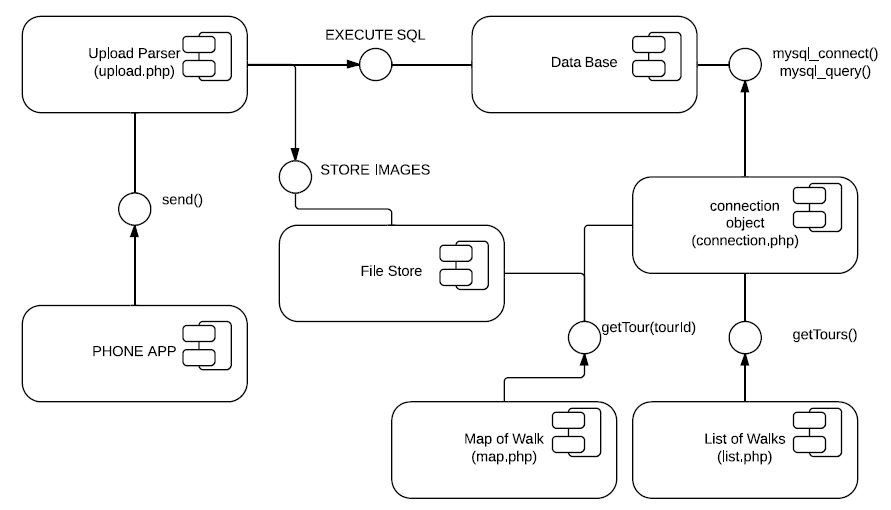 EXECUTE SQL
Upload Parser
(upload.php)
Data Base
mysql_connect()
mysql_query()
STORE IMAGES
send()
connection
object
(connection.php)
File Store
getTour(tourId)
getTours()
PHONE APP
Map of Walk
(map.php)
List of Walks
(list.php)